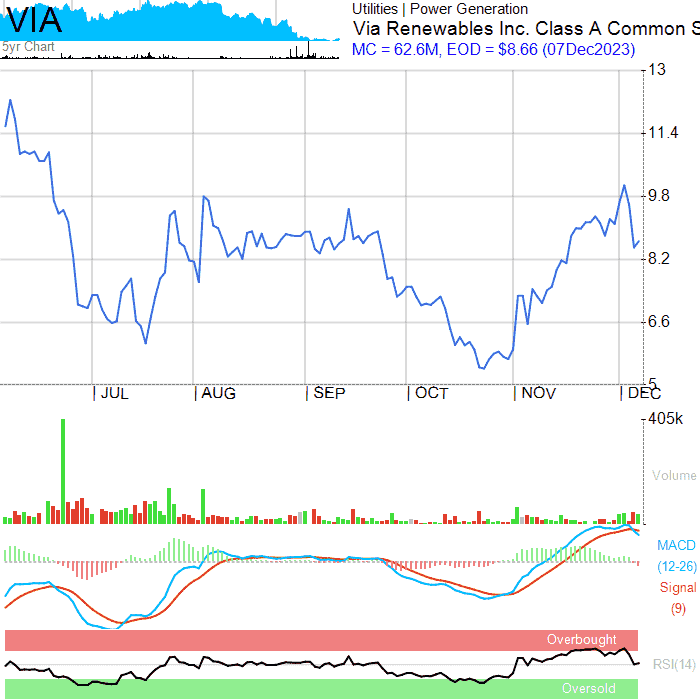 VIA
5yr Chart
Utilities | Power Generation
Via Renewables Inc. Class A Common S
MC = 62.6M, EOD = $8.66 (07Dec2023)
13
11.4
9.8
8.2
6.6
5
| JUL | AUG | SEP | OCT | NOV | DEC
405k
Volume
MACD
(12-26)
Signal
(9)
Overbought
RSI(14)
Oversold